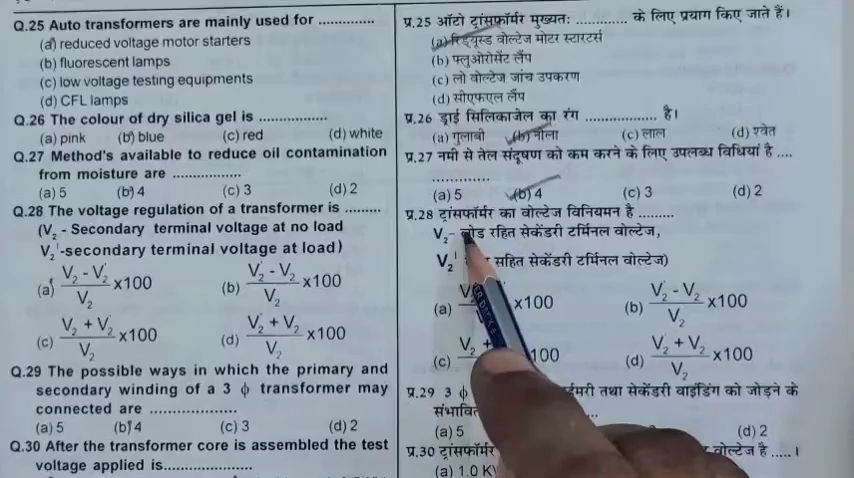 Q.25 Auto transformers are mainly used for .............
(a) reduced voltage motor starters
(b) fluorescent lamps
(c) low voltage testing equipments
(d) CFL lamps
Q.26 The colour of dry silica gel is ................
(a) pink (b) blue (c) red (d) white
Q.27 Method's available to reduce oil contamination
from moisture are ................
(a) 5 (b) 4 (c) 3 (d) 2
Q.28 The voltage regulation of a transformer is .........
(V₂ - Secondary terminal voltage at no load
V₂' -secondary terminal voltage at load)
(a) V₂ - V₂' / V₂ x100 (b) V₂' - V₂ / V₂ x100
(c) V₂ + V₂' / V₂ x100 (d) V₂' + V₂ / V₂ x100
Q.29 The possible ways in which the primary and
secondary winding of a 3 ϕ transformer may
connected are ....................
(a) 5 (b) 4 (c) 3 (d) 2
Q.30 After the transformer core is assembled the test
voltage applied is.....................
प्र.25 ऑटो ट्रांसफ़ॉर्मर मुख्यतः ............ के लिए प्रयाग किए जाते हैं।
(a) रिड्यूस्ड वोल्टेज मोटर स्टारटर्स
(b) फ्लुओरोसेंट लैंप
(c) लो वोल्टेज जांच उपकरण
(d) सीएफएल लैंप
प्र.26 ड्राई सिलिकाजेल का रंग ................. है।
(a) गुलाबी (b) नीला (c) लाल (d) श्वेत
प्र.27 नमी से तेल संदूषण को कम करने के लिए उपलब्ध विधियां है ....
..............
(a) 5 (b) 4 (c) 3 (d) 2
प्र.28 ट्रांसफॉर्मर का वोल्टेज विनियमन है .........
V₂ - लोड रहित सेकेंडरी टर्मिनल वोल्टेज,
V₂' सहित सेकेंडरी टर्मिनल वोल्टेज)
(a) x100 (b) V₂' - V₂ / V₂ x100
(c) V₂ + 100 (d) V₂' + V₂ / V₂ x100
प्र.29 3 ϕ तथा सेकेंडरी वाइंडिंग को जोड़ने के
(a) 5 (d) 2
प्र.30 ट्रांसफॉर्मर वोल्टेज है ..... ।
(a) 1.0